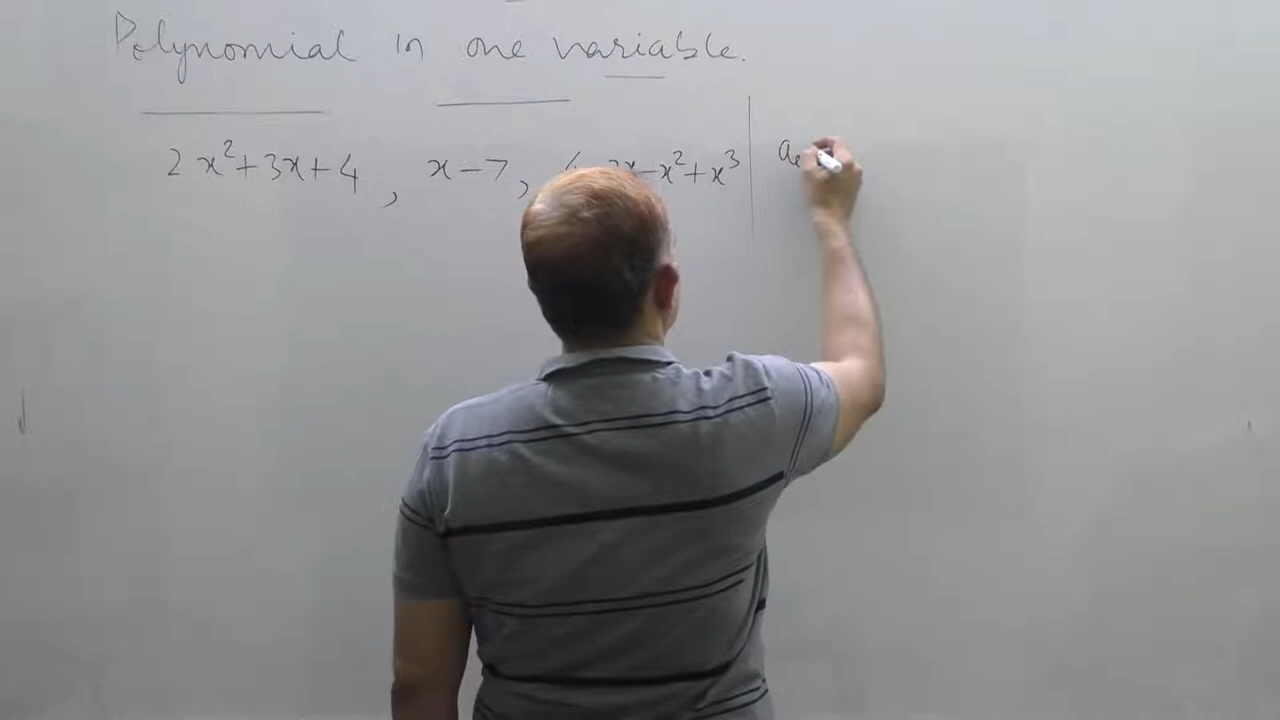 Polynomial in one variable.
2x²+3x+4, x-7, -x²+x³